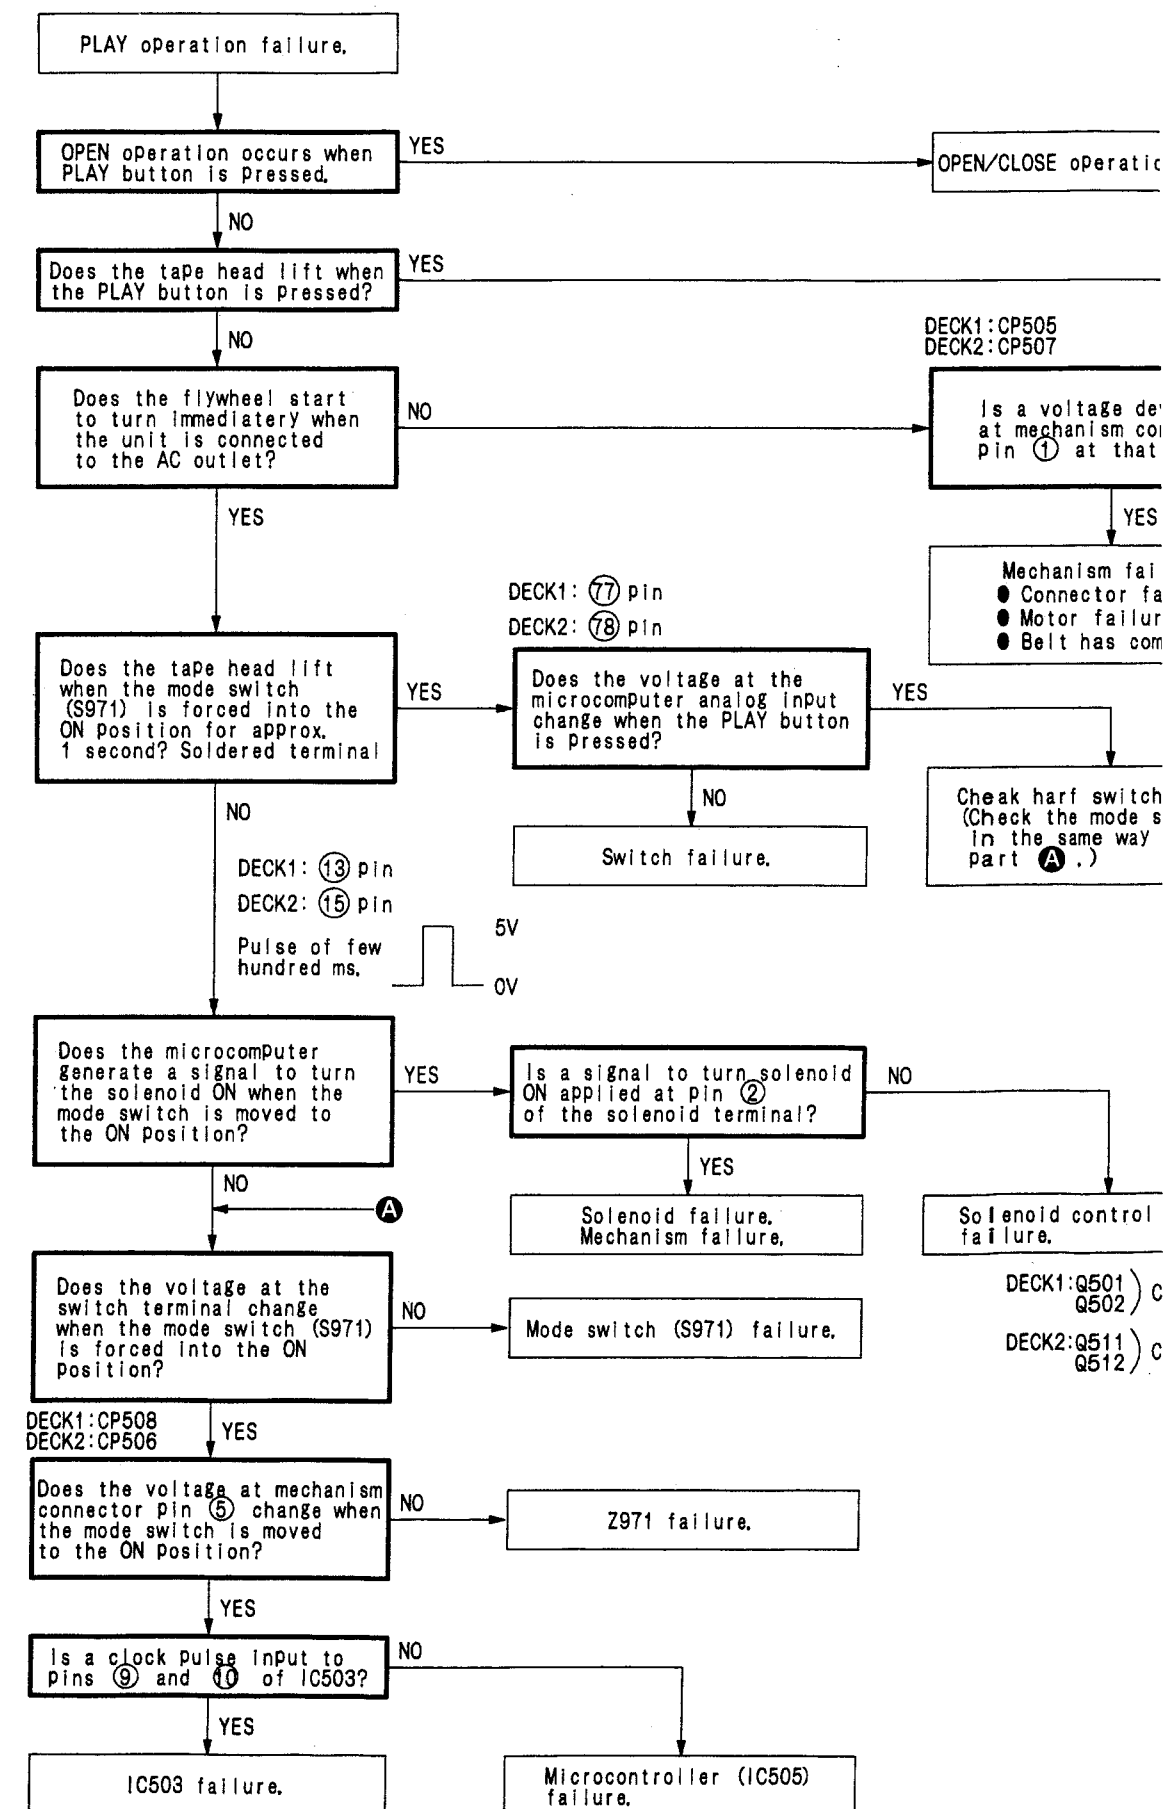 PLAY operation failure.
OPEN operation occurs when
PLAY button is pressed.
YES
OPEN/CLOSE
NO
Does the tape head lift when
the PLAY button is pressed?
YES
NO
DECK1:CP505
DECK2:CP507
Does the flywheel start
to turn immediatery when
the unit is connected
to the AC outlet?
NO
Is a voltage
at mechanism
pin ① at that
YES
YES
Mechanism
● Connector
● Motor
● Belt has
DECK1: 77 pin
DECK2: 78 pin
Does the tape head lift
when the mode switch
(S971) is forced into the
ON position for approx.
1 second? Soldered terminal
YES
Does the voltage at the
microcomputer analog input
change when the PLAY button
is pressed?
YES
NO
NO
Switch failure.
Cheak harf switch
(Check the mode
in the same way
part A .)
DECK1: ⑬ pin
DECK2: ⑮ pin
Pulse of few
hundred ms.
5V
0V
Does the microcomputer
generate a signal to turn
the solenoid ON when the
mode switch is moved to
the ON position?
YES
Is a signal to turn solenoid
ON applied at pin ②
of the solenoid terminal?
NO
YES
NO
A
Solenoid failure.
Mechanism failure.
Solenoid control
failure.
DECK1:Q501
Q502
DECK2:Q511
Q512
Does the voltage at the
switch terminal change
when the mode switch (S971)
is forced into the ON
position?
NO
Mode switch (S971) failure.
YES
DECK1:CP508
DECK2:CP506
Does the voltage at mechanism
connector pin ⑤ change when
the mode switch is moved
to the ON position?
NO
Z971 failure.
YES
Is a clock pulse input to
pins ⑨ and ⑩ of IC503?
NO
YES
IC503 failure.
Microcontroller (IC505)
failure.